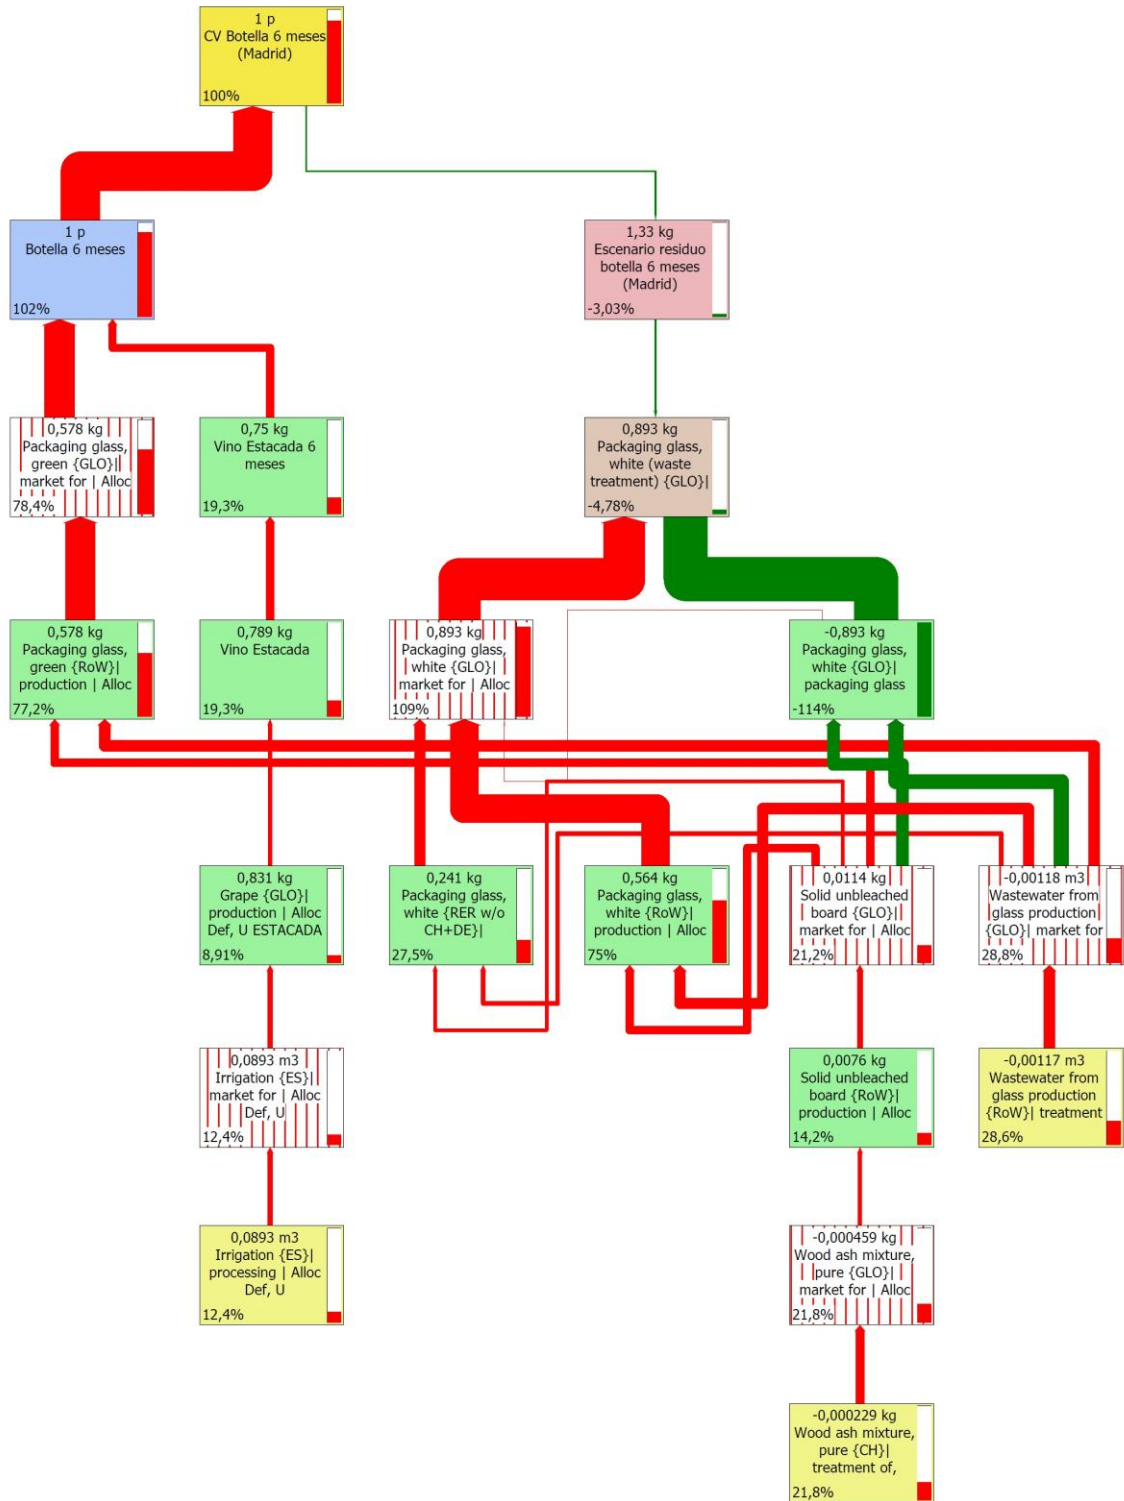 1 p
CV Botella 6 meses
(Madrid)
100%
1 p
Botella 6 meses
102%
1,33 kg
Escenario residuo
botella 6 meses
(Madrid)
-3,03%
0,578 kg
Packaging glass,
green {GLO}|
market for | Alloc
78,4%
0,75 kg
Vino Estacada 6
meses
19,3%
0,893 kg
Packaging glass,
white (waste
treatment) {GLO}|
-4,78%
0,578 kg
Packaging glass,
green {RoW}|
production | Alloc
77,2%
0,789 kg
Vino Estacada
19,3%
0,893 kg
Packaging glass,
white {GLO}|
market for | Alloc
109%
-0,893 kg
Packaging glass,
white {GLO}|
packaging glass
-114%
0,831 kg
Grape {GLO}|
production | Alloc
Def, U ESTACADA
8,91%
0,241 kg
Packaging glass,
white {RER w/o
CH+DE}|
27,5%
0,564 kg
Packaging glass,
white {RoW}|
production | Alloc
75%
0,0114 kg
Solid unbleached
board {GLO}|
market for | Alloc
21,2%
-0,00118 m3
Wastewater from
glass production
{GLO}| market for
28,8%
0,0893 m3
Irrigation {ES}|
market for | Alloc
Def, U
12,4%
0,0076 kg
Solid unbleached
board {RoW}|
production | Alloc
14,2%
-0,00117 m3
Wastewater from
glass production
{RoW}| treatment
28,6%
0,0893 m3
Irrigation {ES}|
processing | Alloc
Def, U
12,4%
-0,000459 kg
Wood ash mixture,
pure {GLO}|
market for | Alloc
21,8%
-0,000229 kg
Wood ash mixture,
pure {CH}|
treatment of,
21,8%